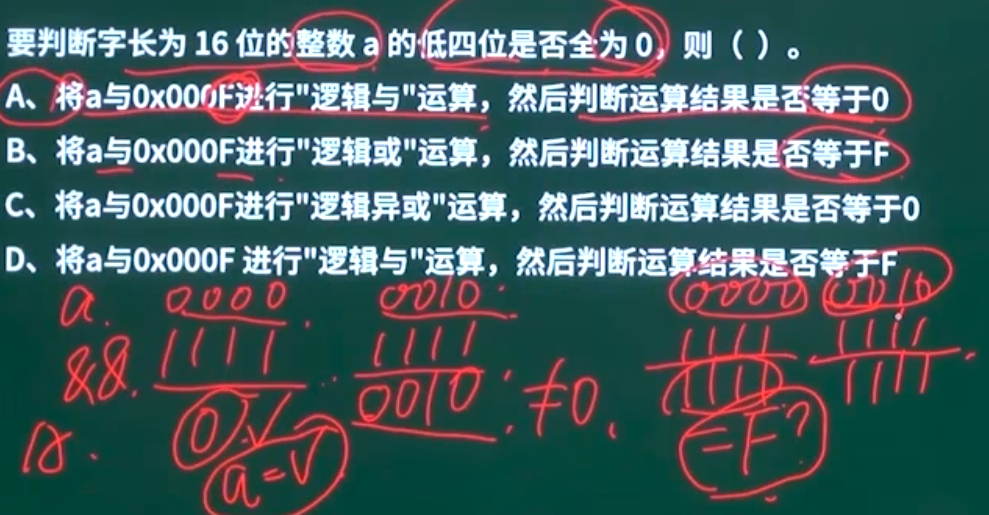 要判断字长为 16 位的整数 a 的低四位是否全为 0，则（ ）。
A、将a与0x000F进行"逻辑与"运算，然后判断运算结果是否等于0
B、将a与0x000F进行"逻辑或"运算，然后判断运算结果是否等于F
C、将a与0x000F进行"逻辑异或"运算，然后判断运算结果是否等于0
D、将a与0x000F 进行"逻辑与"运算，然后判断运算结果是否等于F
a. 0000 0010 0000 0010
&&. 1111 1111 1111 1111
0 0010 ≠0. 1111 1111
=F?